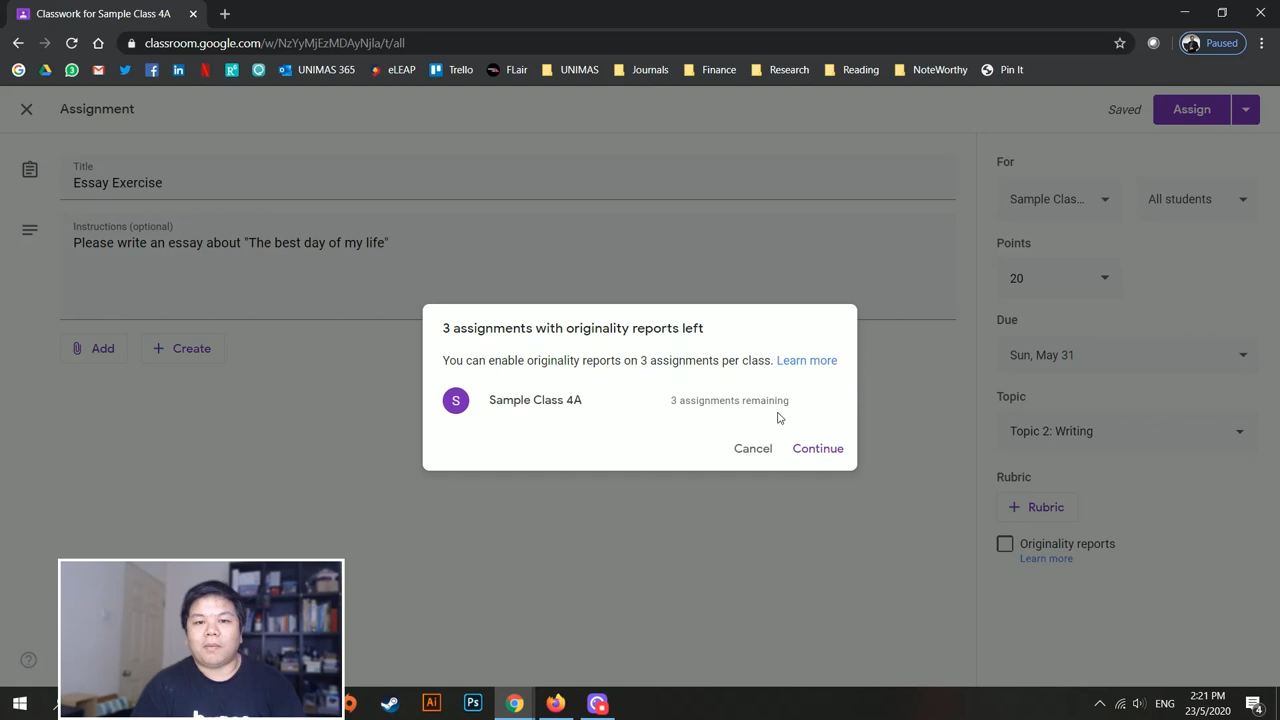 Classwork for Sample Class 4A
classroom.google.com/w/NzYyMjEzMDAyNjla/t/all
Paused
UNIMAS 365
eLEAP
Trello
FLair
UNIMAS
Journals
Finance
Research
Reading
NoteWorthy
Pin It
Assignment
Saved
Assign
Title
Essay Exercise
Instructions (optional)
Please write an essay about "The best day of my life"
Add
Create
For
Sample Clas...
All students
Points
20
Due
Sun, May 31
Topic
Topic 2: Writing
Rubric
Rubric
Originality reports
Learn more
3 assignments with originality reports left
You can enable originality reports on 3 assignments per class. Learn more
S
Sample Class 4A
3 assignments remaining
Cancel
Continue
Ai
Ps
ENG
2:21 PM
23/5/2020
4